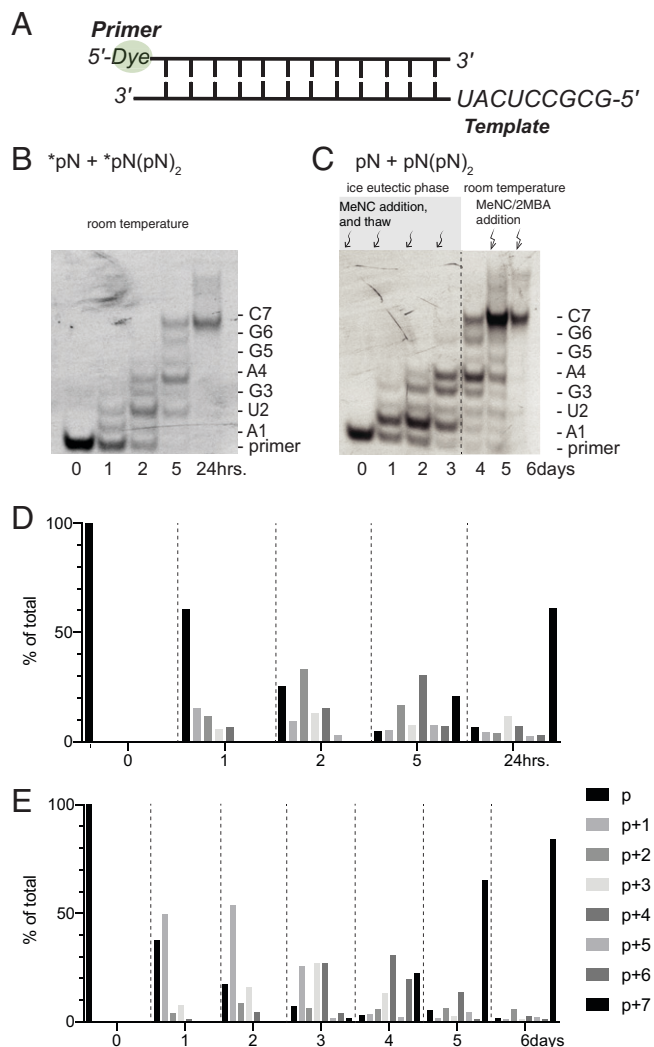 A
Primer
5'-Dye
3'
3'
UACUCCGCG-5'
Template
B
*pN + *pN(pN)2
room temperature
C7
G6
G5
A4
G3
U2
A1
primer
0 1 2 5 24hrs.
C
pN + pN(pN)2
ice eutectic phase
room temperature
MeNC addition,
and thaw
MeNC/2MBA
addition
C7
G6
G5
A4
G3
U2
A1
primer
0 1 2 3 4 5 6days
D
% of total
100
50
0
0 1 2 5 24hrs.
E
% of total
100
50
0
0 1 2 3 4 5 6days
p
p+1
p+2
p+3
p+4
p+5
p+6
p+7